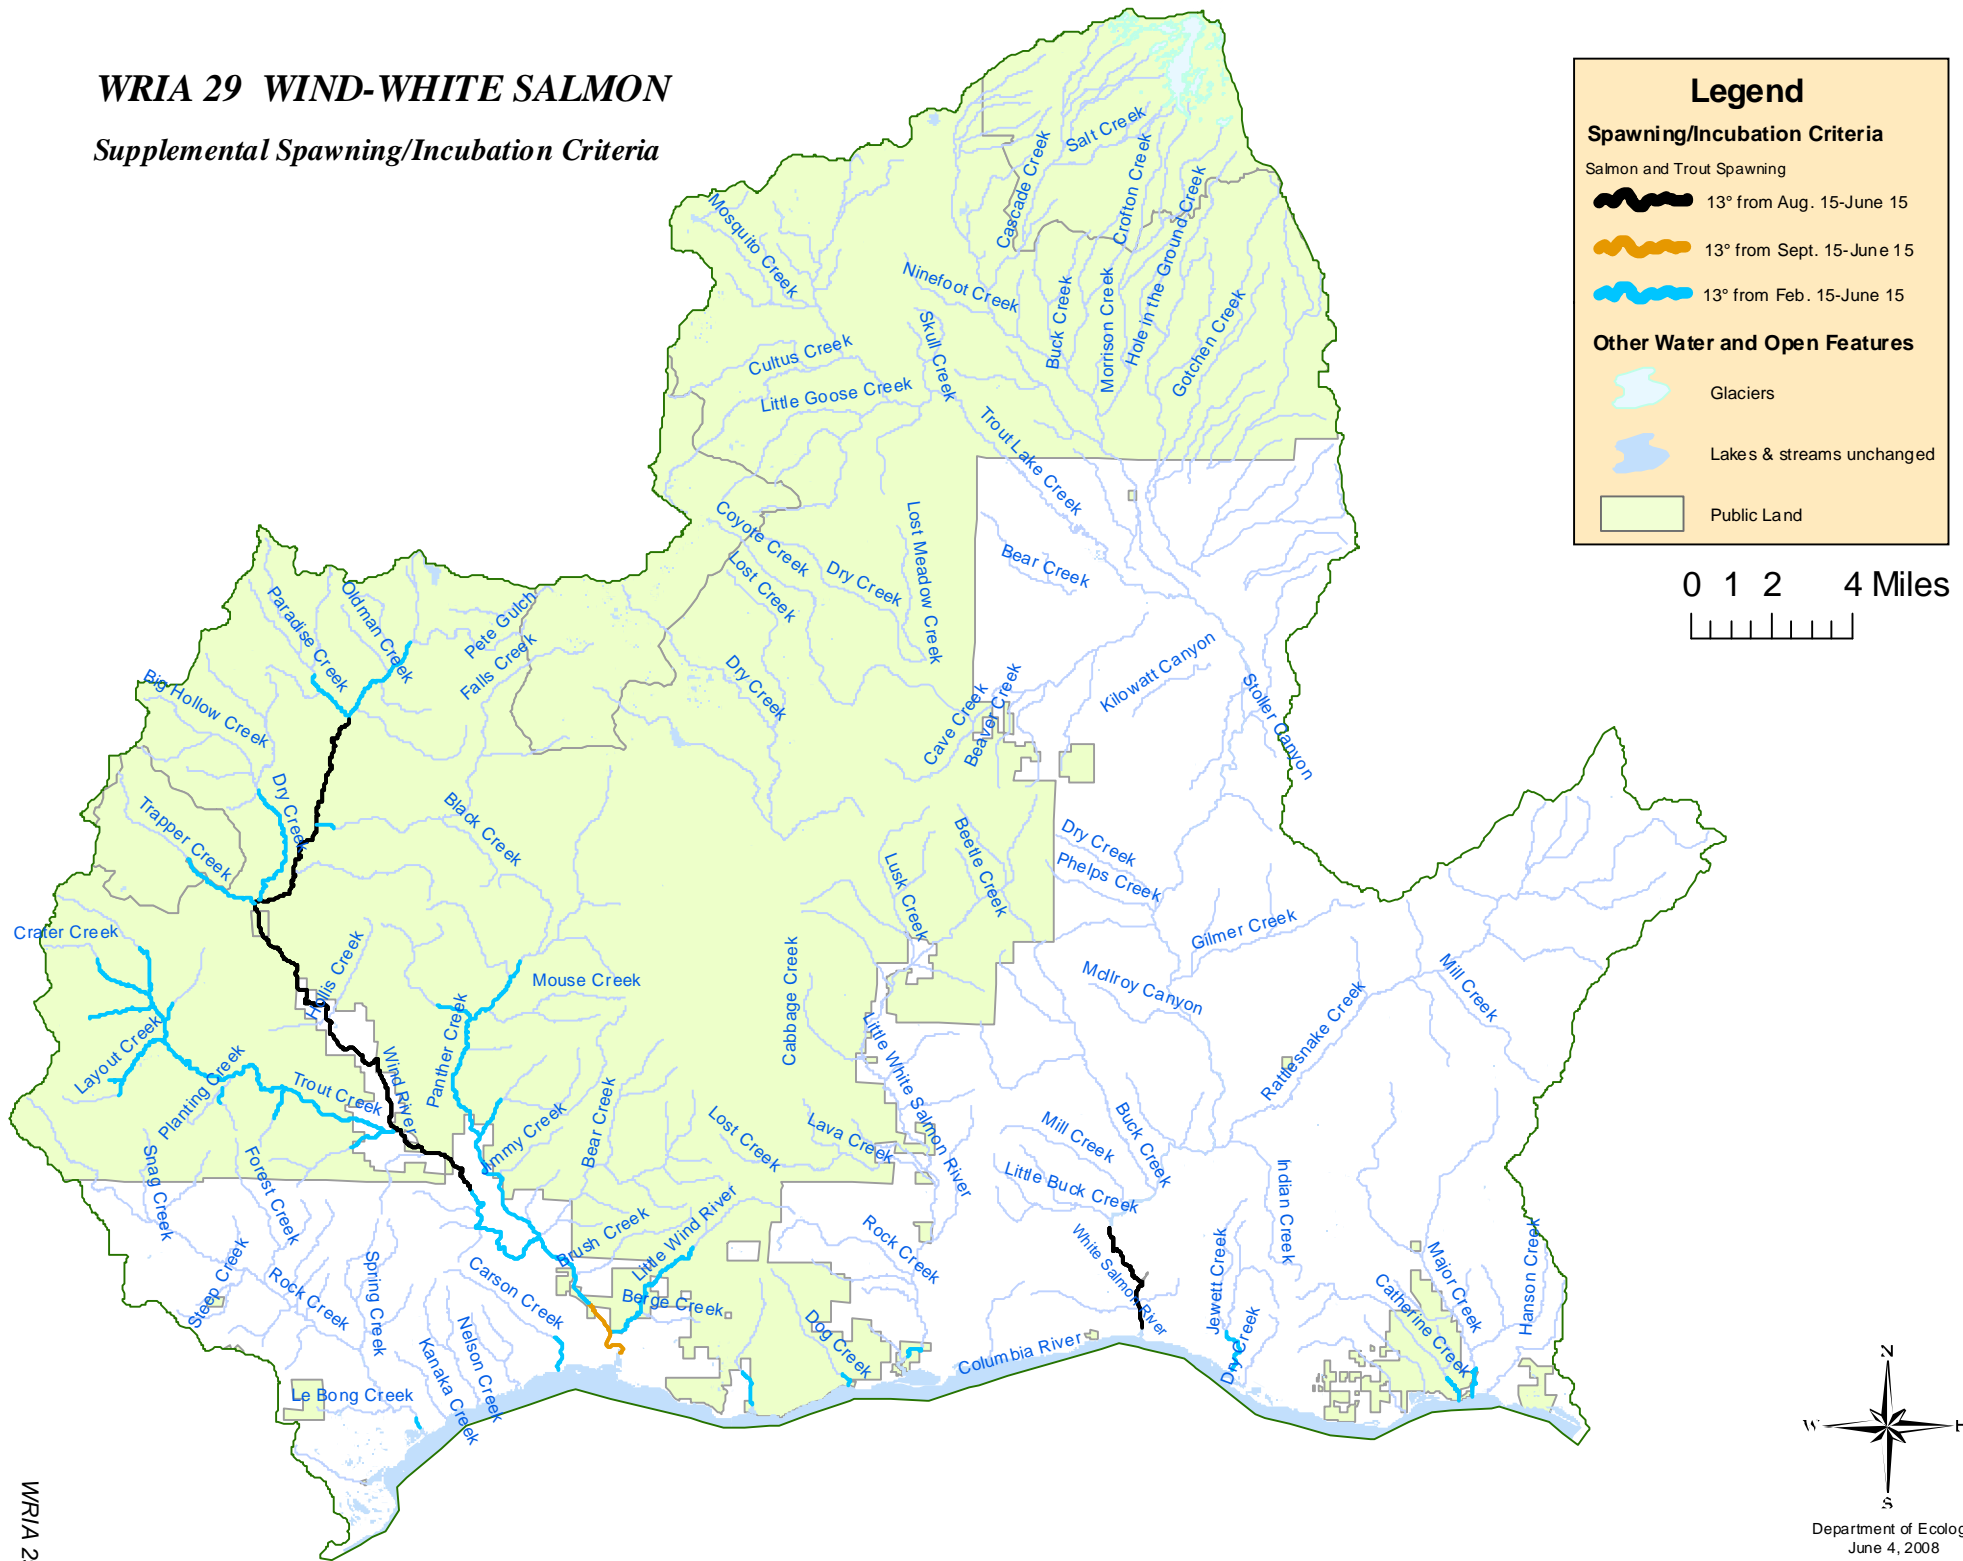 WRIA 29 WIND-WHITE SALMON
Supplemental Spawning/Incubation Criteria
Legend
Spawning/Incubation Criteria
Salmon and Trout Spawning
13° from Aug. 15-June 15
13° from Sept. 15-June 15
13° from Feb. 15-June 15
Other Water and Open Features
Glaciers
Lakes & streams unchanged
Public Land
0 1 2 4 Miles
Salt Creek
Cascade Creek
Crofton Creek
Mosquito Creek
Hole in the Ground Creek
Ninefoot Creek
Buck Creek
Morrison Creek
Gotchen Creek
Skull Creek
Cultus Creek
Little Goose Creek
Trout Lake Creek
Coyote Creek
Lost Creek
Dry Creek
Lost Meadow Creek
Bear Creek
Paradise Creek
Oldman Creek
Pete Gulch
Falls Creek
Dry Creek
Big Hollow Creek
Cave Creek
Beaver Creek
Kilowatt Canyon
Stoller Canyon
Trapper Creek
Dry Creek
Black Creek
Lusk Creek
Beetle Creek
Dry Creek
Phelps Creek
Gilmer Creek
Crater Creek
Hollis Creek
Mouse Creek
Cabbage Creek
McIlroy Canyon
Mill Creek
Rattlesnake Creek
Layout Creek
Planting Creek
Trout Creek
Wind River
Panther Creek
Little White Salmon River
Jimmy Creek
Bear Creek
Lost Creek
Lava Creek
Mill Creek
Buck Creek
Little Buck Creek
Indian Creek
Snag Creek
Forest Creek
Steep Creek
Rock Creek
Spring Creek
Carson Creek
Brush Creek
Little Wind River
Berge Creek
Rock Creek
White Salmon River
Jewett Creek
Dry Creek
Major Creek
Catherine Creek
Hanson Creek
Kanaka Creek
Nelson Creek
Dog Creek
Columbia River
Le Bong Creek
N
W
E
S
Department of Ecolog
June 4, 2008
WRIA 2